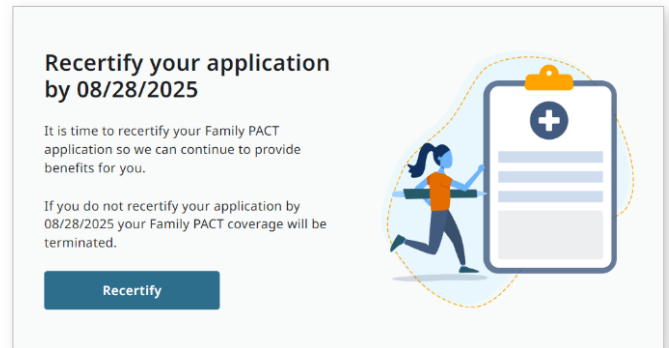 Recertify your application
by 08/28/2025
It is time to recertify your Family PACT
application so we can continue to provide
benefits for you.
If you do not recertify your application by
08/28/2025 your Family PACT coverage will be
terminated.
Recertify